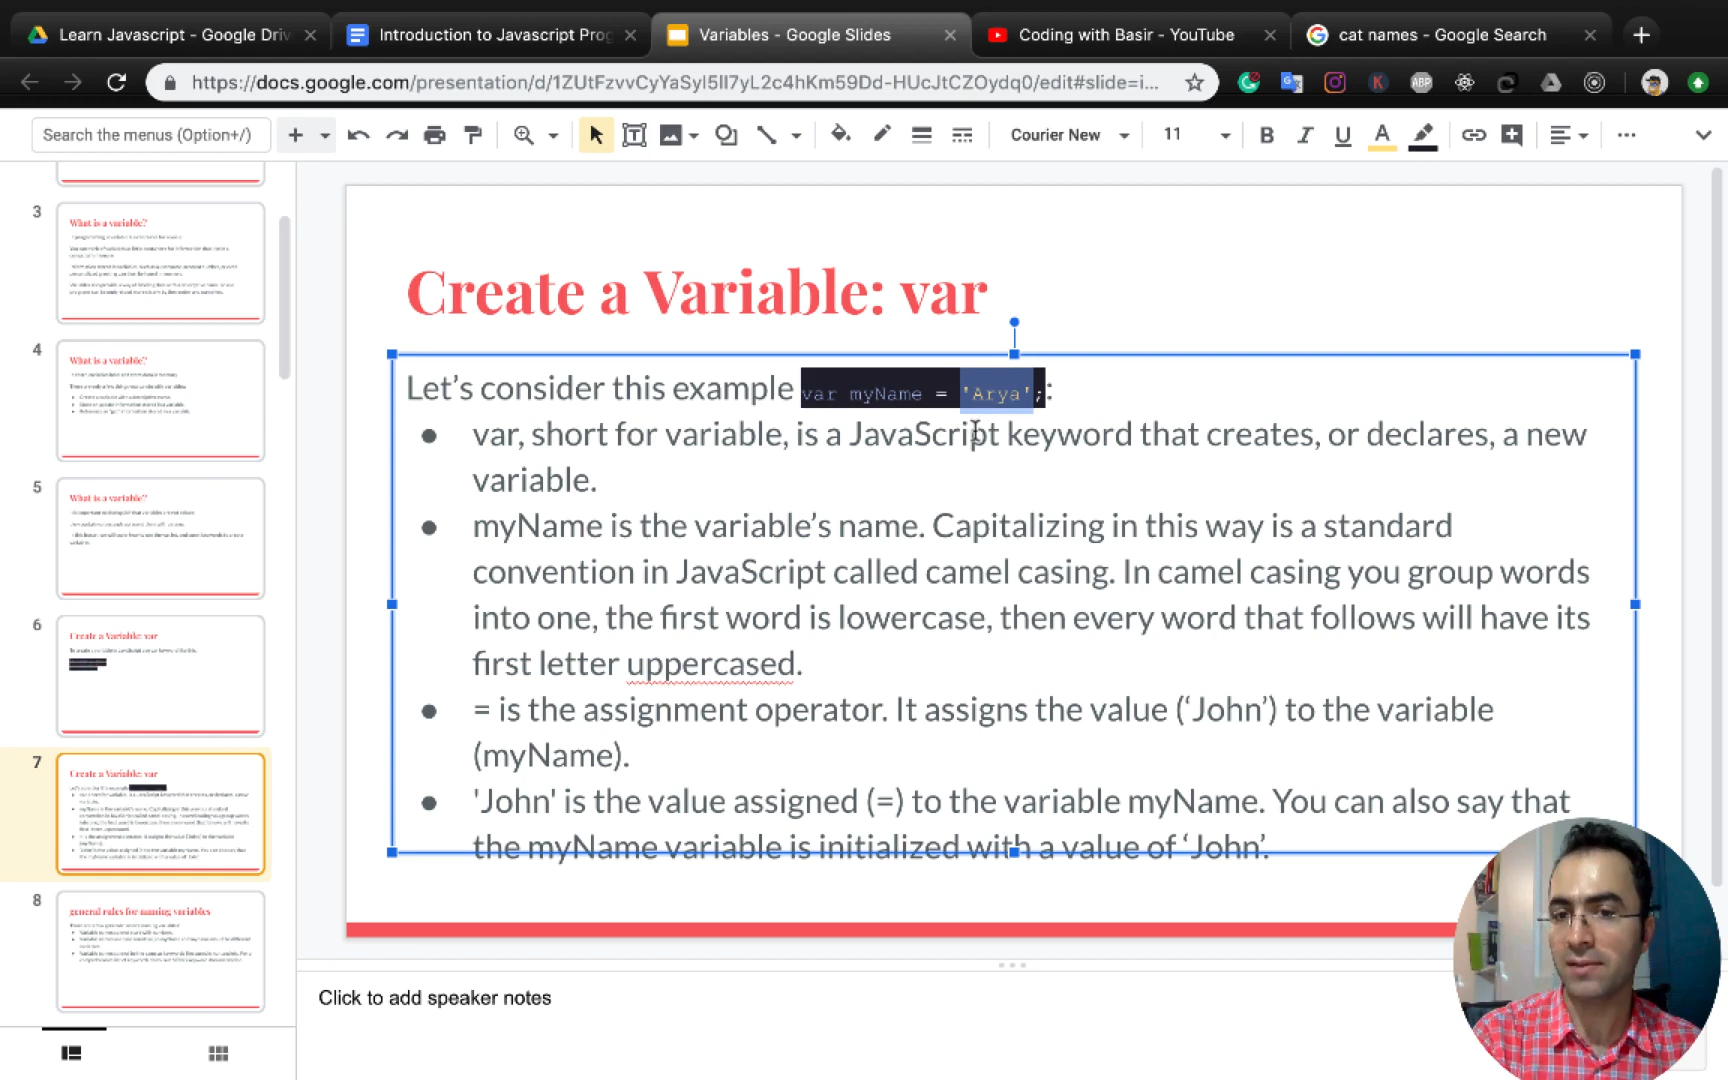 Learn Javascript - Google Driv
Introduction to Javascript Prog
Variables - Google Slides
Coding with Basir - YouTube
cat names - Google Search
https://docs.google.com/presentation/d/1ZUtFzvvCyYaSyI5lI7yL2c4hKm59Dd-HUcJtCZOydq0/edit#slide=i...
Search the menus (Option+/)
Courier New
11
B I U A
3
What is a variable?
4
What is a variable?
5
What is a variable?
6
Create a Variable: var
7
Create a Variable: var
8
general rules for naming variables
Create a Variable: var
Let’s consider this example var myName = 'Arya';:
● var, short for variable, is a JavaScript keyword that creates, or declares, a new
variable.
● myName is the variable’s name. Capitalizing in this way is a standard
convention in JavaScript called camel casing. In camel casing you group words
into one, the first word is lowercase, then every word that follows will have its
first letter uppercased.
● = is the assignment operator. It assigns the value (‘John’) to the variable
(myName).
● 'John' is the value assigned (=) to the variable myName. You can also say that
the myName variable is initialized with a value of ‘John’.
Click to add speaker notes